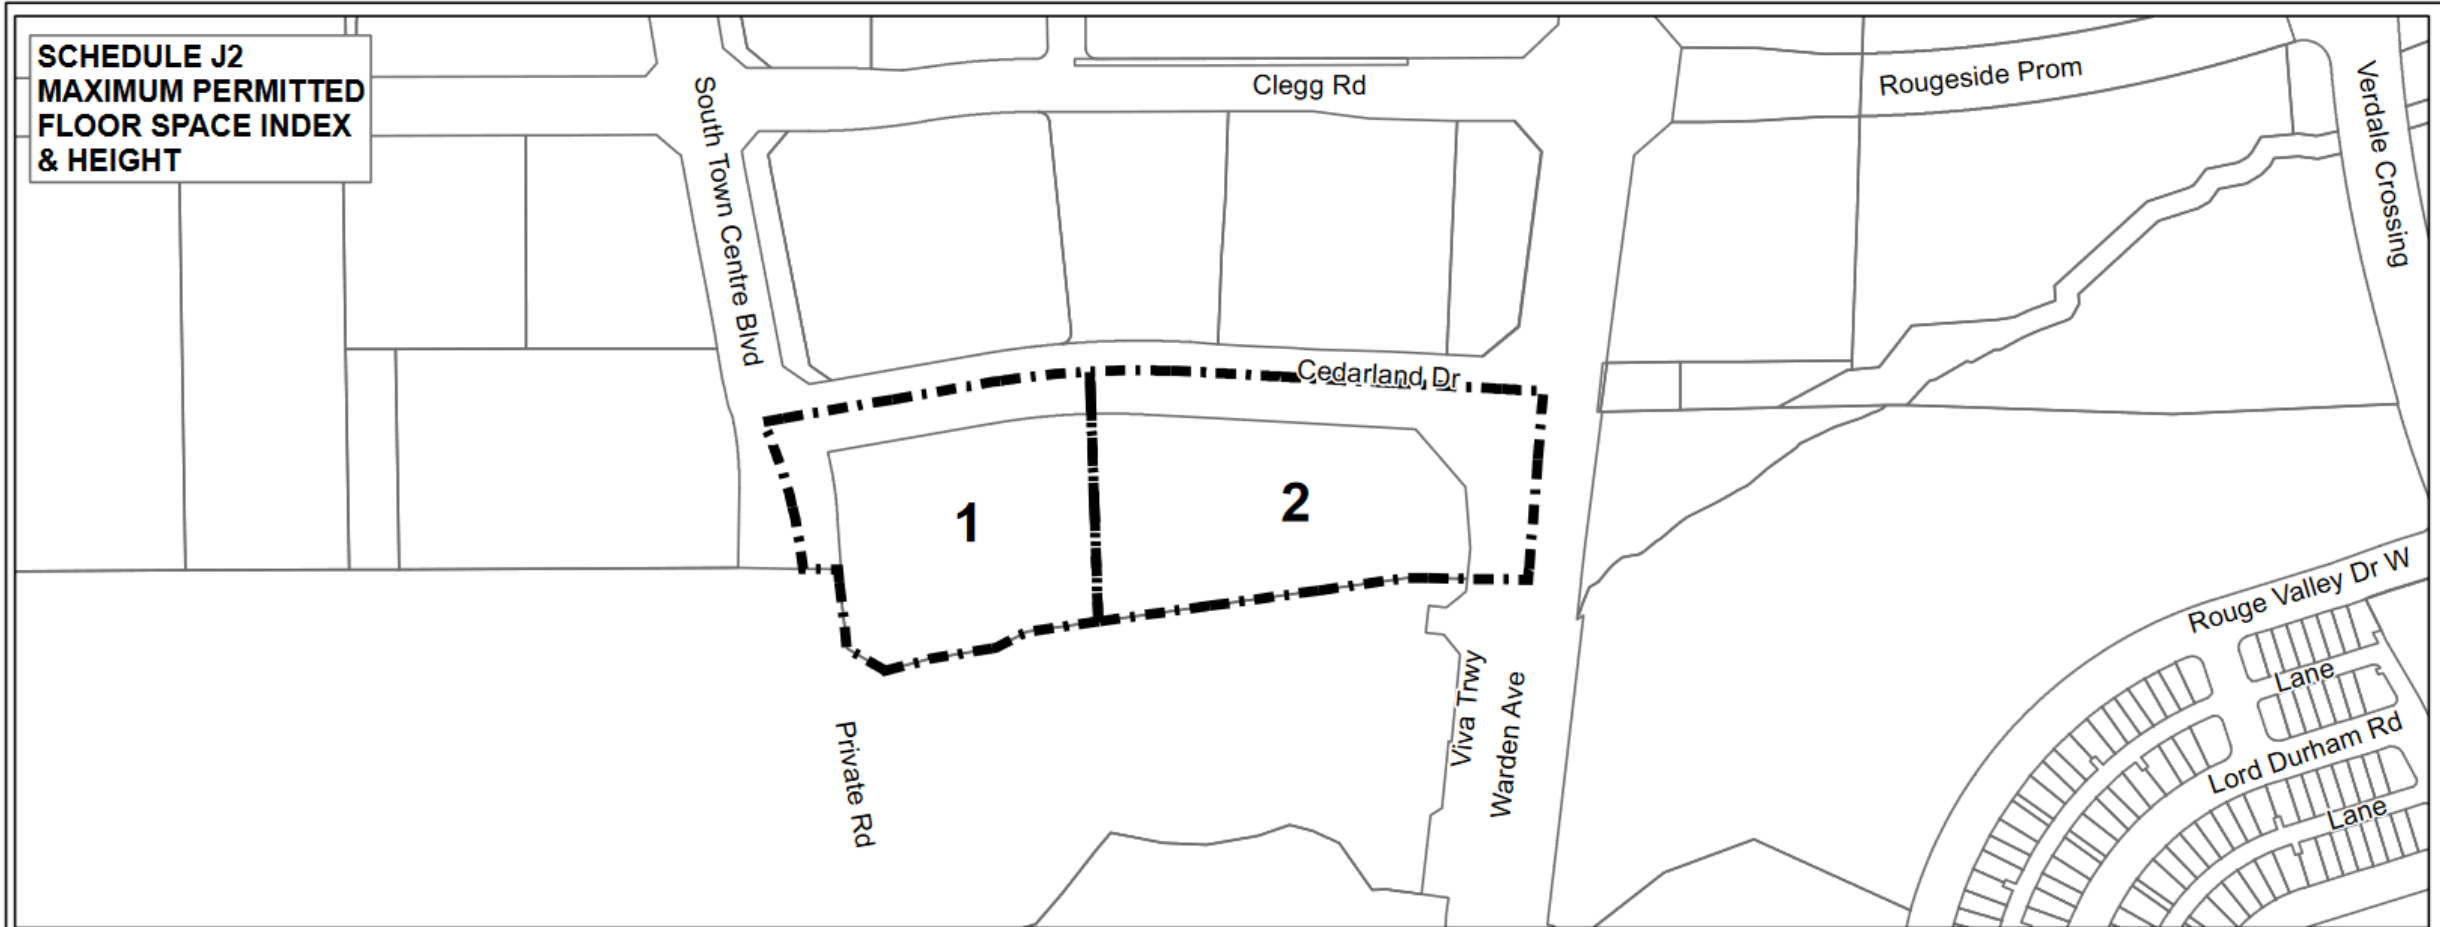 SCHEDULE J2
MAXIMUM PERMITTED
FLOOR SPACE INDEX
& HEIGHT
Clegg Rd
Rougeside Prom
Verdale Crossing
South Town Centre Blvd
Cedarland Dr
1
2
Rouge Valley Dr W
Lane
Lord Durham Rd
Lane
Viva Trwy
Warden Ave
Private Rd